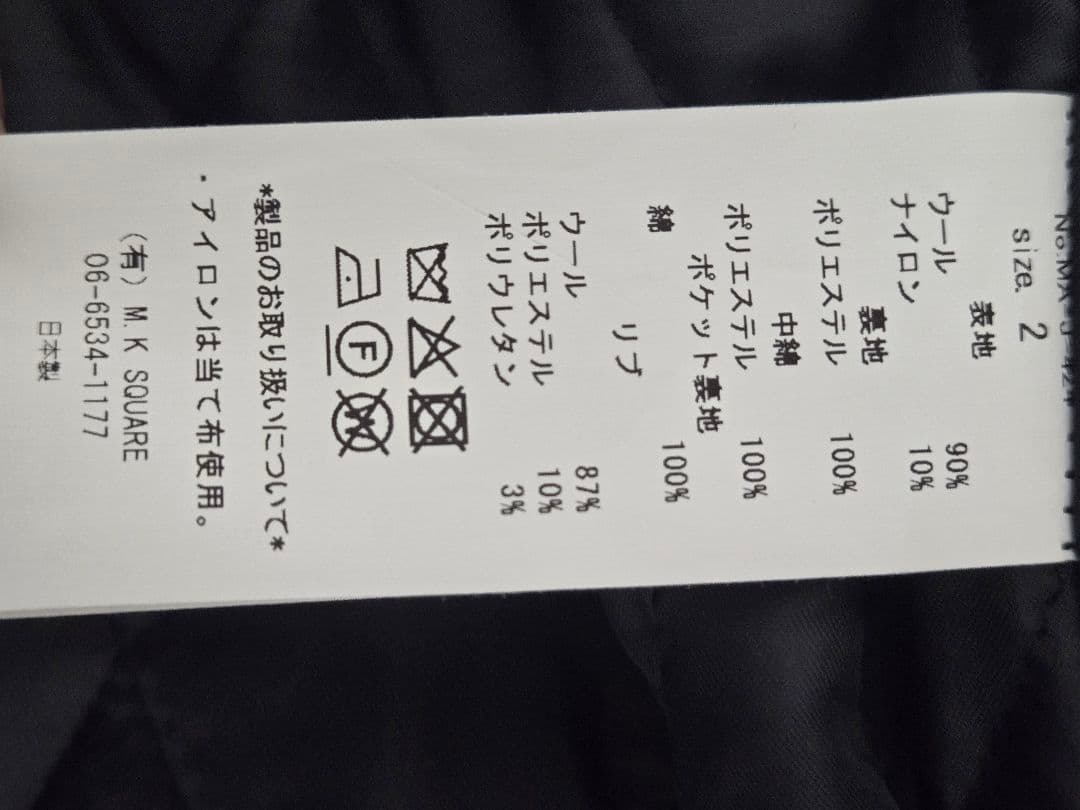 size. 2
表地
ウール 90%
ナイロン 10%
裏地
ポリエステル 100%
中綿
ポリエステル 100%
ポケット裏地
綿 100%
リブ
ウール 87%
ポリエステル 10%
ポリウレタン 3%
F W
*製品のお取り扱いについて*
・アイロンは当て布使用。
(有) M.K SQUARE
06-6534-1177
日本製